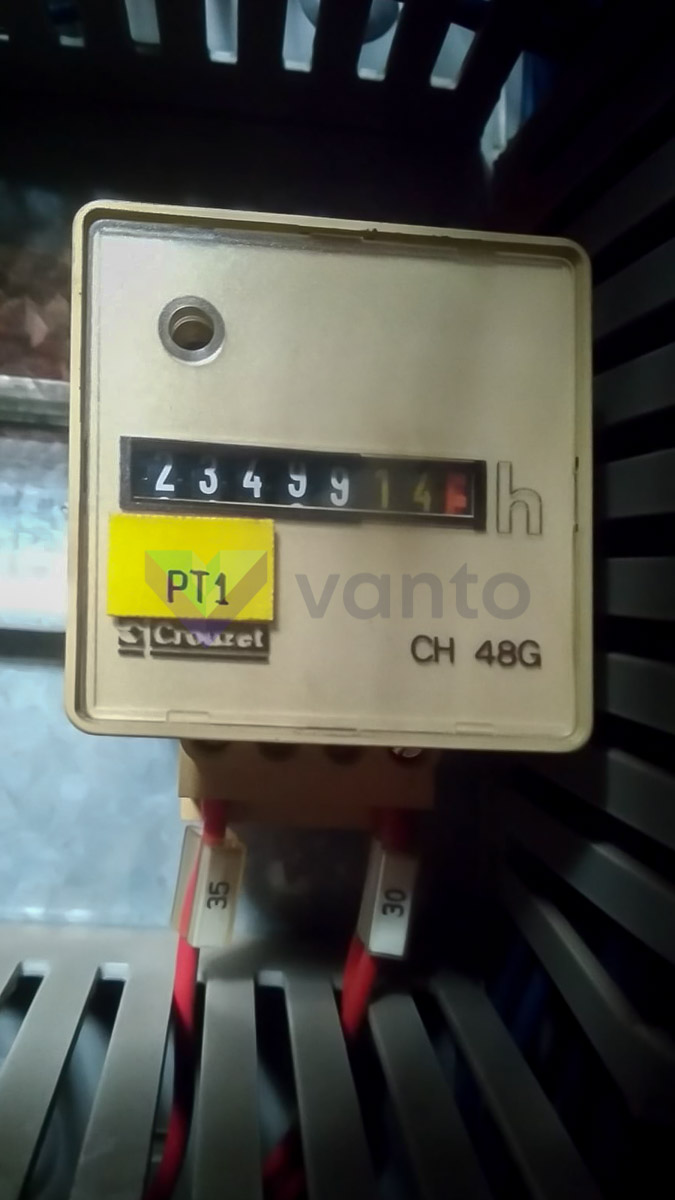 2349914
h
PT1
vanto
Crouzet
CH 48G
35
30